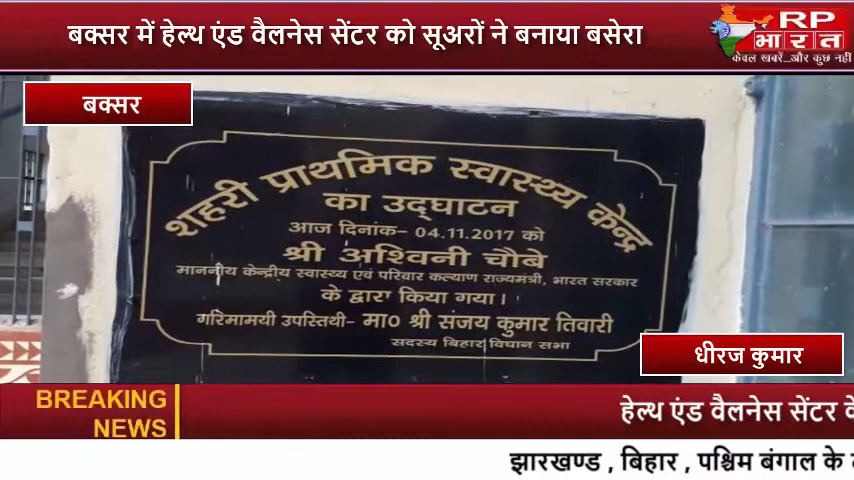 बक्सर में हेल्थ एंड वैलनेस सेंटर को सूअरों ने बनाया बसेरा
RP
भारत
केवल खबरें...और कुछ नहीं
बक्सर
शहरी प्राथमिक स्वास्थ्य केन्द्र
का उद्घाटन
आज दिनांक– 04.11.2017 को
श्री अश्विनी चौबे
माननीय केन्द्रीय स्वास्थ्य एवं परिवार कल्याण राज्यमंत्री, भारत सरकार
के द्वारा किया गया।
गरिमामयी उपस्तिथी- मा० श्री संजय कुमार तिवारी
सदस्य बिहार विधान सभा
धीरज कुमार
BREAKING
NEWS
हेल्थ एंड वैलनेस सेंटर
झारखण्ड , बिहार , पश्चिम बंगाल के